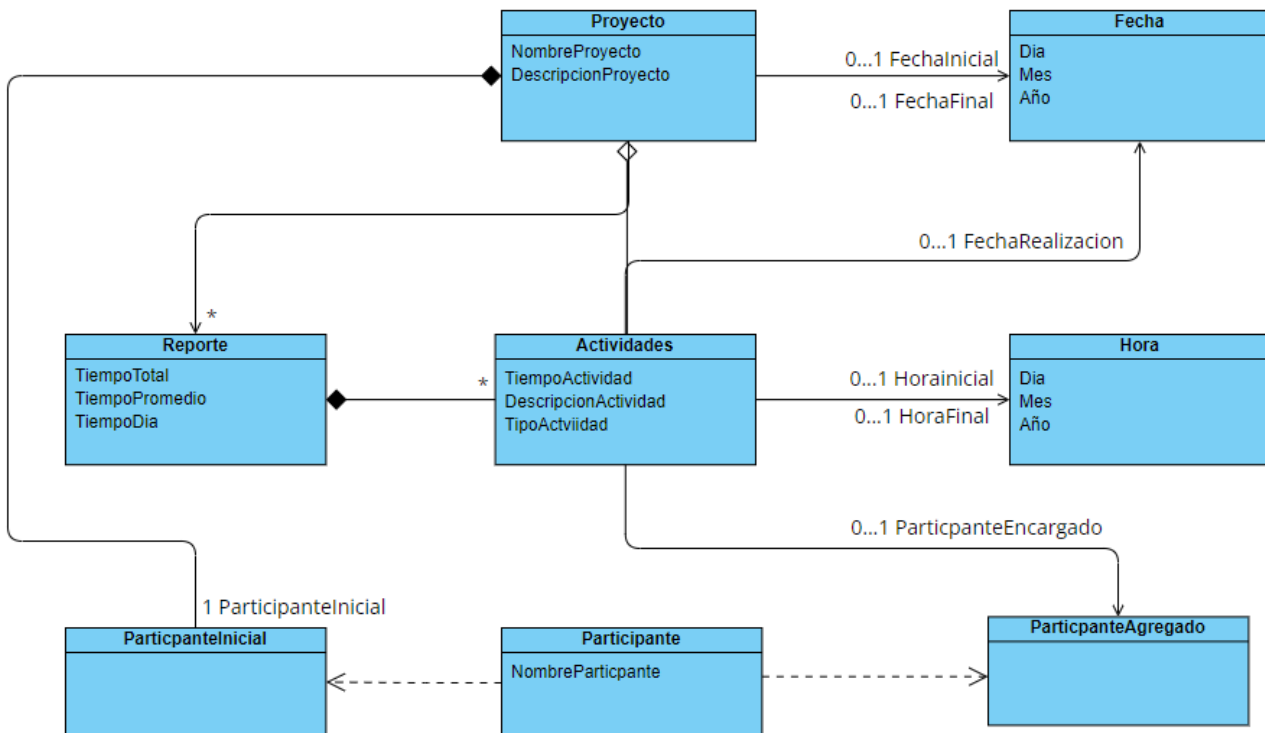 Proyecto
NombreProyecto
DescripcionProyecto
0...1 FechaInicial
0...1 FechaFinal
Fecha
Dia
Mes
Año
0...1 FechaRealizacion
*
Reporte
TiempoTotal
TiempoPromedio
TiempoDia
*
Actividades
TiempoActividad
DescripcionActividad
TipoActviidad
0...1 Horainicial
0...1 HoraFinal
Hora
Dia
Mes
Año
0...1 ParticpanteEncargado
1 ParticipanteInicial
ParticpanteInicial
Participante
NombreParticpante
ParticpanteAgregado